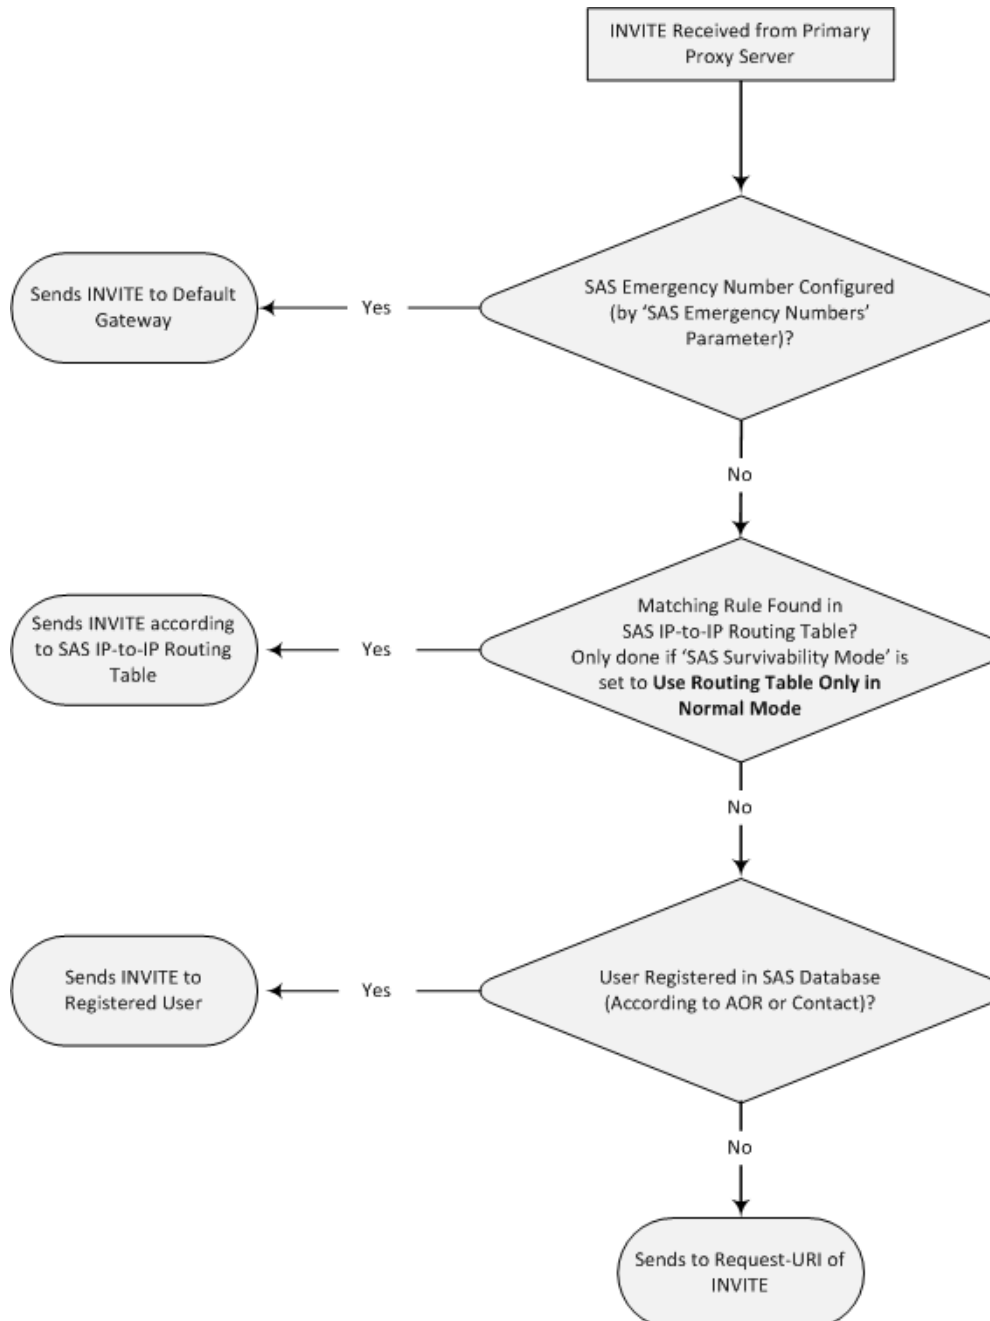 INVITE Received from Primary
Proxy Server
SAS Emergency Number Configured
(by ‘SAS Emergency Numbers’
Parameter)?
Yes
Sends INVITE to Default
Gateway
No
Matching Rule Found in
SAS IP-to-IP Routing Table?
Only done if ‘SAS Survivability Mode’ is
set to Use Routing Table Only in
Normal Mode
Yes
Sends INVITE according
to SAS IP-to-IP Routing
Table
No
User Registered in SAS Database
(According to AOR or Contact)?
Yes
Sends INVITE to
Registered User
No
Sends to Request-URI of
INVITE